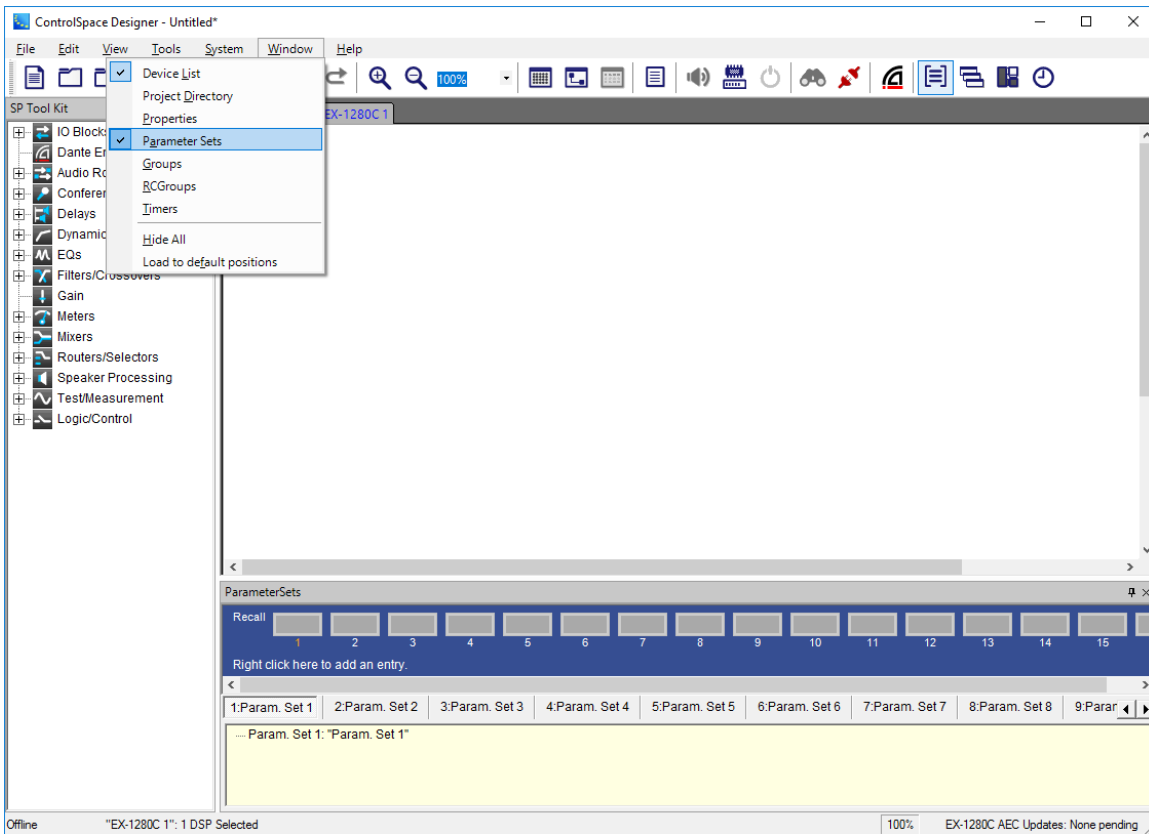 ControlSpace Designer - Untitled*
File Edit View Tools System Window Help
100%
Device List
Project Directory
Properties
Parameter Sets
Groups
RCGroups
Timers
Hide All
Load to default positions
SP Tool Kit
EX-1280C 1
IO Blocks
Dante
Audio
Delays
EQs
Filters/Crossovers
Gain
Meters
Mixers
Routers/Selectors
Speaker Processing
Test/Measurement
Logic/Control
ParameterSets
Recall
1 2 3 4 5 6 7 8 9 10 11 12 13 14 15
Right click here to add an entry.
1:Param. Set 1 2:Param. Set 2 3:Param. Set 3 4:Param. Set 4 5:Param. Set 5 6:Param. Set 6 7:Param. Set 7 8:Param. Set 8
Param. Set 1: "Param. Set 1"
Offline "EX-1280C 1": 1 DSP Selected 100% EX-1280C AEC Updates: None pending